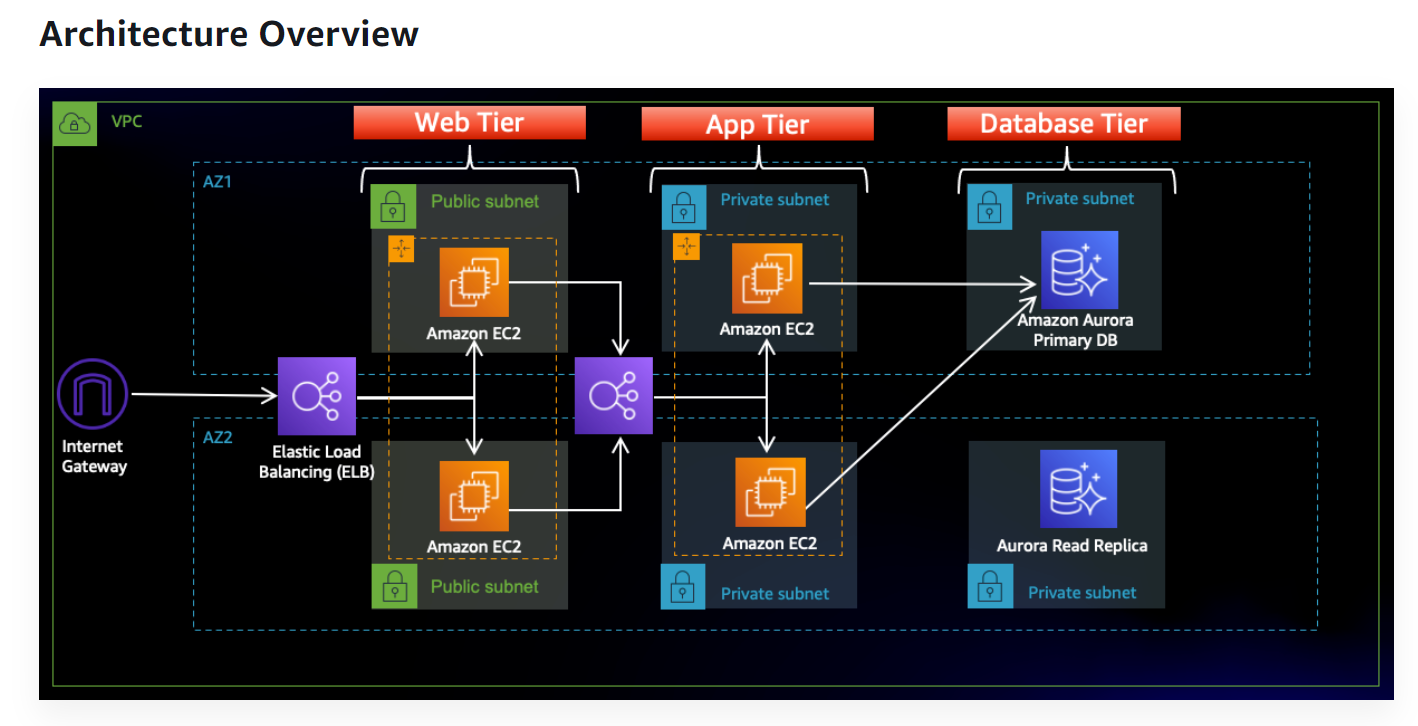 Architecture Overview
VPC
Web Tier
App Tier
Database Tier
AZ1
Public subnet
Private subnet
Private subnet
Amazon EC2
Amazon EC2
Amazon Aurora
Primary DB
Internet
Gateway
AZ2
Elastic Load
Balancing (ELB)
Amazon EC2
Amazon EC2
Aurora Read Replica
Public subnet
Private subnet
Private subnet